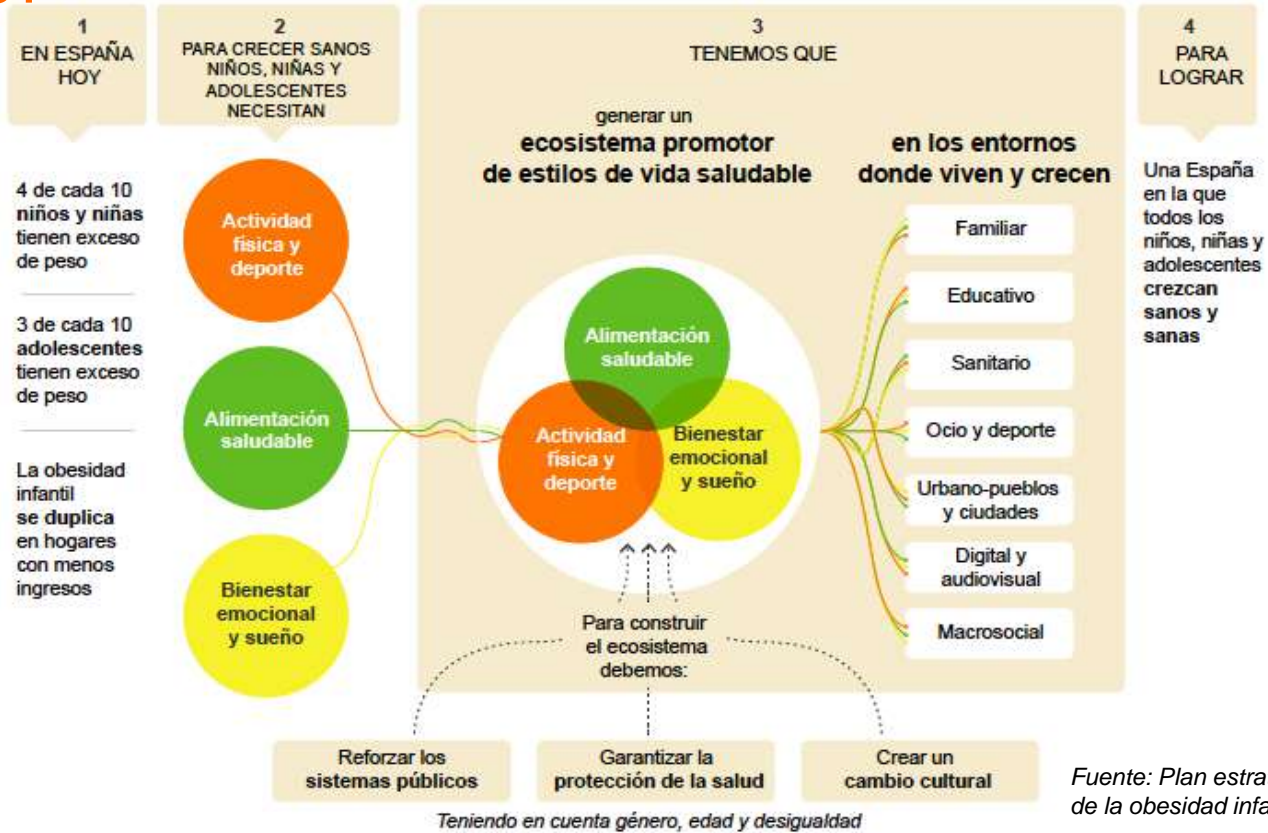 1
EN ESPAÑA
HOY
4 de cada 10
niños y niñas
tienen exceso
de peso
3 de cada 10
adolescentes
tienen exceso
de peso
La obesidad
infantil
se duplica
en hogares
con menos
ingresos
2
PARA CRECER SANOS
NIÑOS, NIÑAS Y
ADOLESCENTES
NECESITAN
Actividad
física y
deporte
Alimentación
saludable
Bienestar
emocional
y sueño
3
TENEMOS QUE
generar un
ecosistema promotor
de estilos de vida saludable
Alimentación
saludable
Actividad
física y
deporte
Bienestar
emocional
y sueño
Para construir
el ecosistema
debemos:
en los entornos
donde viven y crecen
Familiar
Educativo
Sanitario
Ocio y deporte
Urbano-pueblos
y ciudades
Digital y
audiovisual
Macrosocial
4
PARA
LOGRAR
Una España
en la que
todos los
niños, niñas y
adolescentes
crezcan
sanos y
sanas
Reforzar los
sistemas públicos
Garantizar la
protección de la salud
Crear un
cambio cultural
Teniendo en cuenta género, edad y desigualdad
Fuente: Plan estra
de la obesidad infa